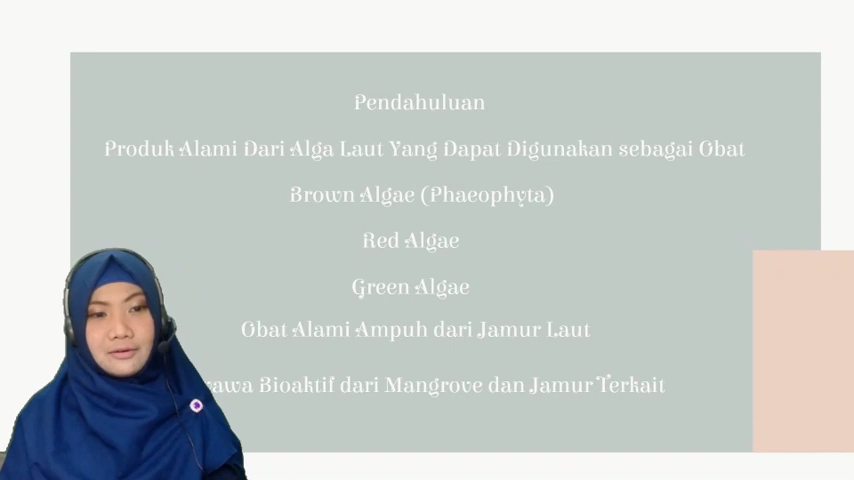 Pendahuluan
Produk Alami Dari Alga Laut Yang Dapat Digunakan sebagai Obat
Brown Algae (Phaeophyta)
Red Algae
Green Algae
Obat Alami Ampuh dari Jamur Laut
Bioaktif dari Mangrove dan Jamur Terkait